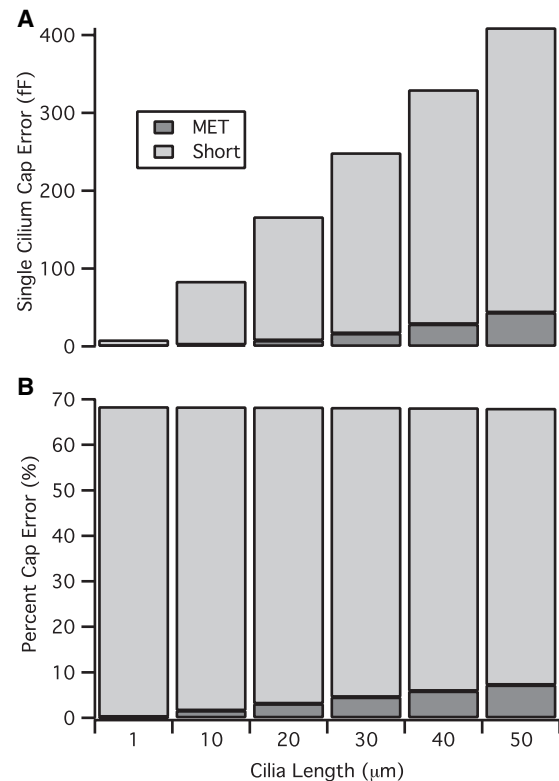 A
Single Cilium Cap Error (fF)
400
300
200
100
0
MET
Short
B
Percent Cap Error (%)
70
60
50
40
30
20
10
0
1 10 20 30 40 50
Cilia Length (μm)